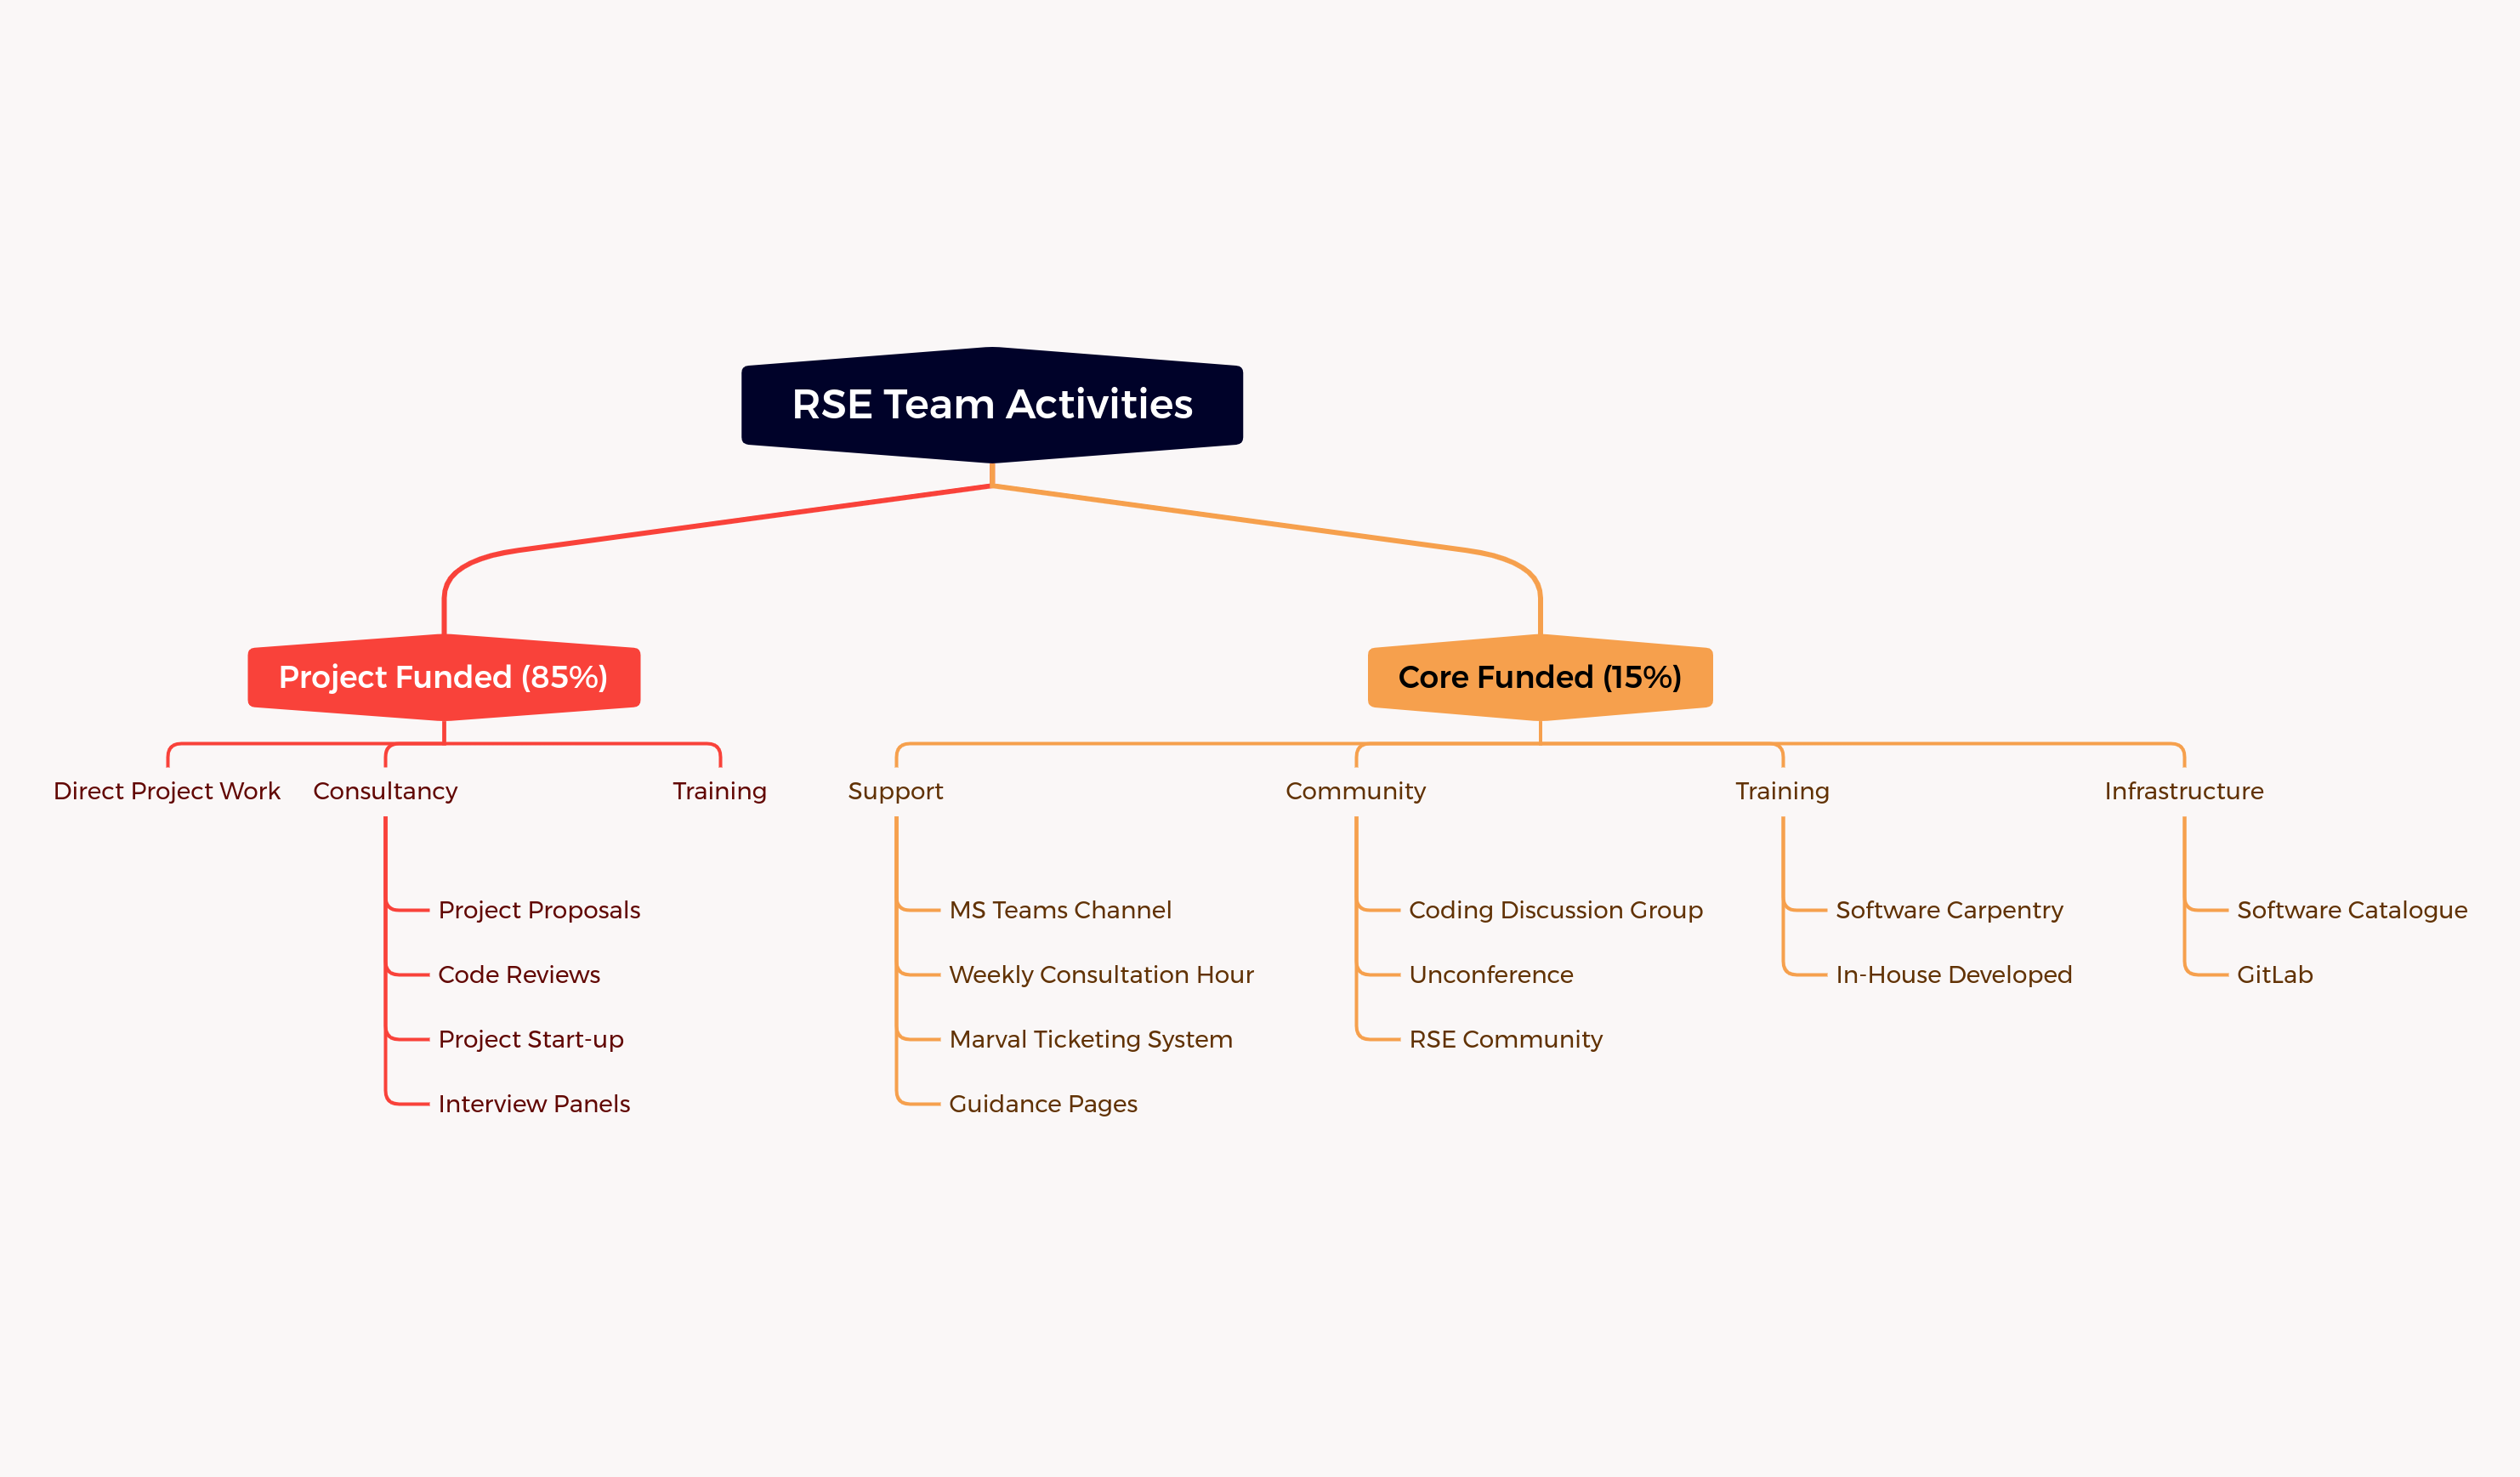 RSE Team Activities
Project Funded (85%)
Core Funded (15%)
Direct Project Work
Consultancy
Training
Support
Community
Training
Infrastructure
Project Proposals
Code Reviews
Project Start-up
Interview Panels
MS Teams Channel
Weekly Consultation Hour
Marval Ticketing System
Guidance Pages
Coding Discussion Group
Unconference
RSE Community
Software Carpentry
In-House Developed
Software Catalogue
GitLab